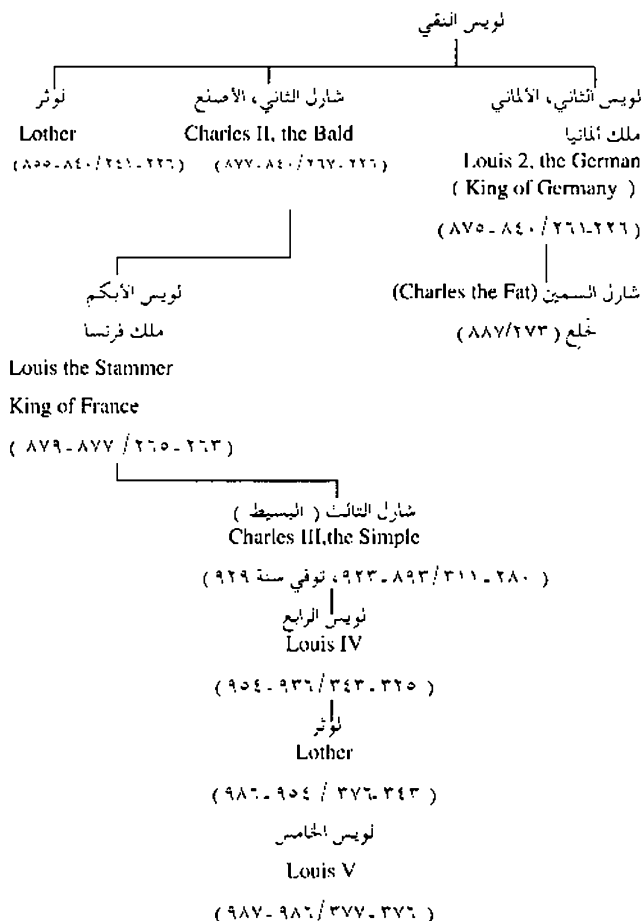 لويس النقي
لوثر
Lother
(٢٢٦-٢٤١/٨٤٠-٨٥٥)
شارل الثاني، الأصلع
Charles II, the Bald
(٢٢٦-٢٦٧/٨٤٠-٨٧٧)
لويس الثاني، الألماني
ملك ألمانيا
Louis 2, the German
( King of Germany )
(٢٢٦-٢٦١/٨٤٠-٨٧٥)
شارل السمين (Charles the Fat)
خُلِع (٢٧٣/٨٨٧)
لويس الأبكم
ملك فرنسا
Louis the Stammer
King of France
(٢٦٣-٢٦٥/ ٨٧٧-٨٧٩ )
شارل الثالث ( البسيط )
Charles III,the Simple
( ٢٨٠-٣١١/٨٩٣-٩٢٣، توفي سنة ٩٢٩)
لويس الرابع
Louis IV
( ٣٢٥-٣٤٣/٩٣٦-٩٥٤)
لوثر
Lother
( ٣٤٣-٣٧٦ / ٩٥٤-٩٨٦)
لويس الخامس
Louis V
(٣٧٦-٣٧٧/٩٨٦-٩٨٧)